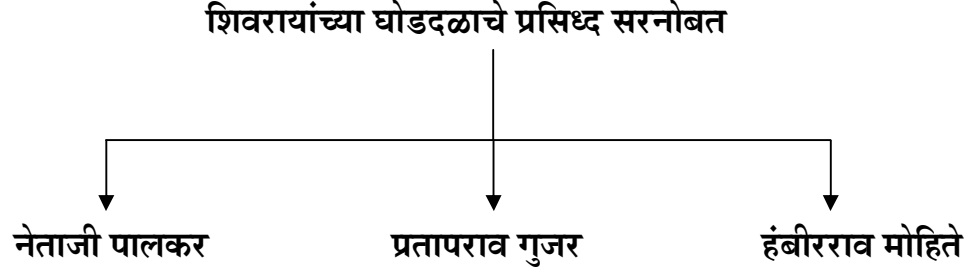 शिवरायांच्या घोडदळाचे प्रसिध्द सरनोबत
नेताजी पालकर प्रतापराव गुजर हंबीरराव मोहिते